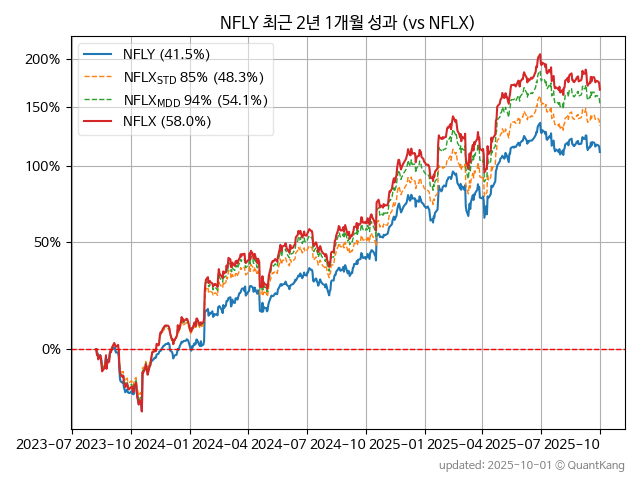 NFLY 최근 2년 1개월 성과 (vs NFLX)
NFLY (41.5%)
NFLX_STD 85% (48.3%)
NFLX_MDD 94% (54.1%)
NFLX (58.0%)
200%
150%
100%
50%
0%
2023-07 2023-10 2024-01 2024-04 2024-07 2024-10 2025-01 2025-04 2025-07 2025-10
updated: 2025-10-01 © QuantKang